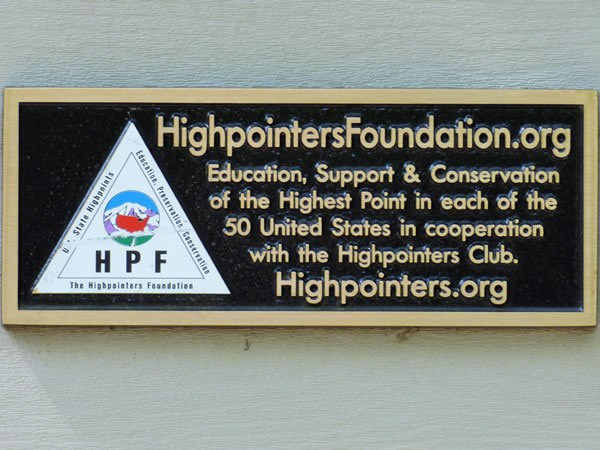 HighpointersFoundation.org
Education, Support & Conservation
of the Highest Point in each of the
50 United States in cooperation
with the Highpointers Club.
Highpointers.org
State Highpoints
Education, Preservation, Conservation
HPF
The Highpointers Foundation